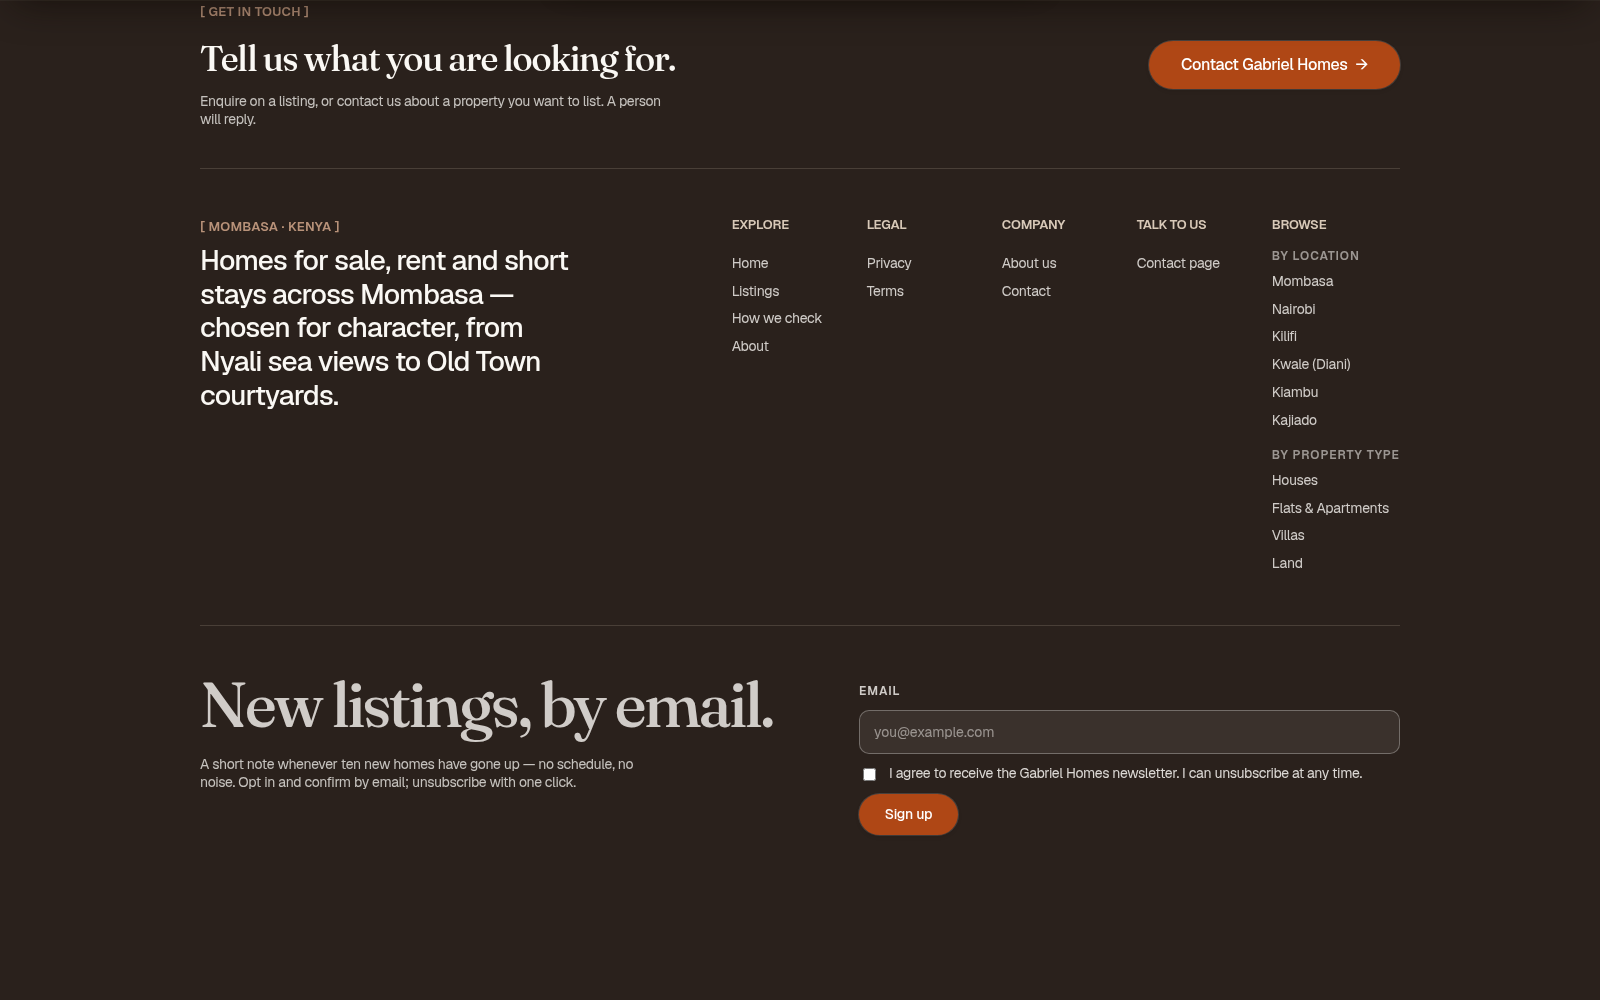 [ GET IN TOUCH ]
Tell us what you are looking for.
Enquire on a listing, or contact us about a property you want to list. A person
will reply.
Contact Gabriel Homes →
[ MOMBASA · KENYA ]
Homes for sale, rent and short
stays across Mombasa —
chosen for character, from
Nyali sea views to Old Town
courtyards.
EXPLORE
Home
Listings
How we check
About
LEGAL
Privacy
Terms
COMPANY
About us
Contact
TALK TO US
Contact page
BROWSE
BY LOCATION
Mombasa
Nairobi
Kilifi
Kwale (Diani)
Kiambu
Kajiado
BY PROPERTY TYPE
Houses
Flats & Apartments
Villas
Land
New listings, by email.
A short note whenever ten new homes have gone up — no schedule, no
noise. Opt in and confirm by email; unsubscribe with one click.
EMAIL
you@example.com
I agree to receive the Gabriel Homes newsletter. I can unsubscribe at any time.
Sign up